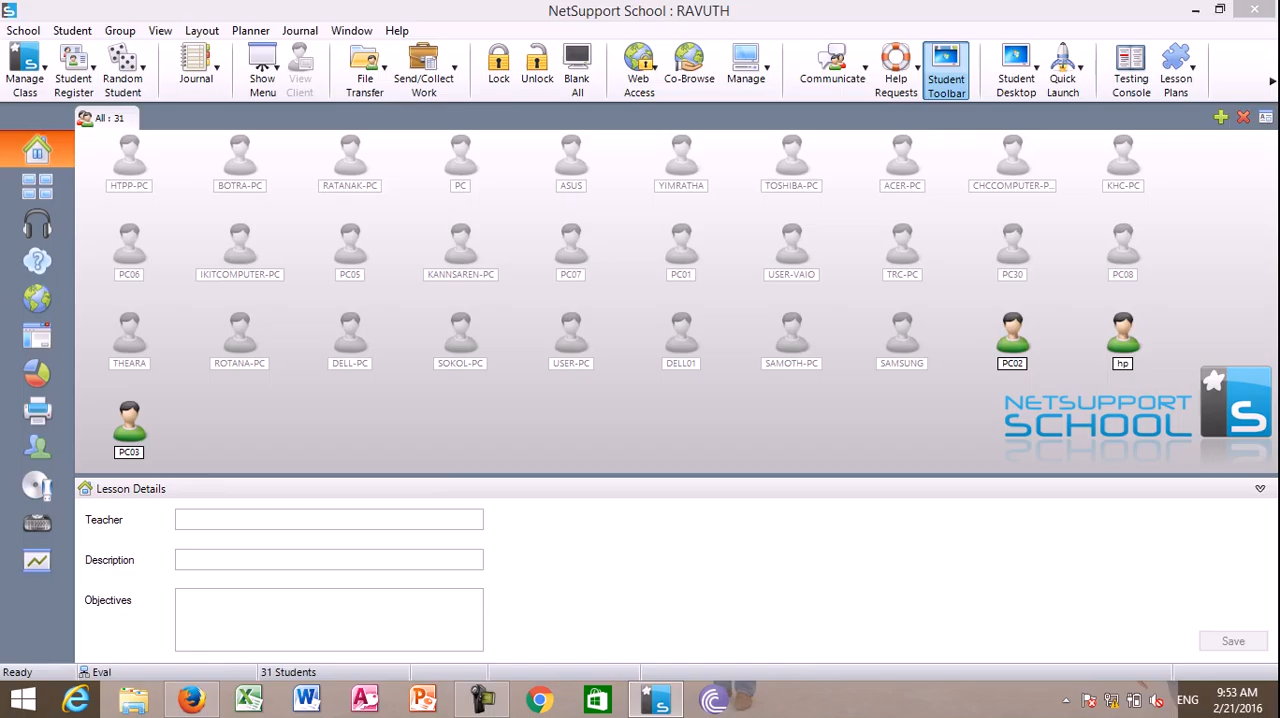 NetSupport School : RAVUTH
School Student Group View Layout Planner Journal Window Help
Manage Class
Student Register
Random Student
Journal
Show Menu
View Client
File Transfer
Send/Collect Work
Lock
Unlock
Blank All
Web Access
Co-Browse
Manage
Communicate
Help Requests
Student Toolbar
Student Desktop
Quick Launch
Testing Console
Lesson Plans
All : 31
HTPP-PC BOTRA-PC RATANAK-PC PC ASUS YIMRATHA TOSHIBA-PC ACER-PC CHCCOMPUTER-P... KHC-PC
PC06 IKITCOMPUTER-PC PC05 KANNSAREN-PC PC07 PC01 USER-VAIO TRC-PC PC30 PC08
THEARA ROTANA-PC DELL-PC SOKOL-PC USER-PC DELL01 SAMOTH-PC SAMSUNG PC02 hp
PC03
NETSUPPORT
SCHOOL
S
Lesson Details
Teacher
Description
Objectives
Save
Ready Eval 31 Students
ENG
9:53 AM
2/21/2016